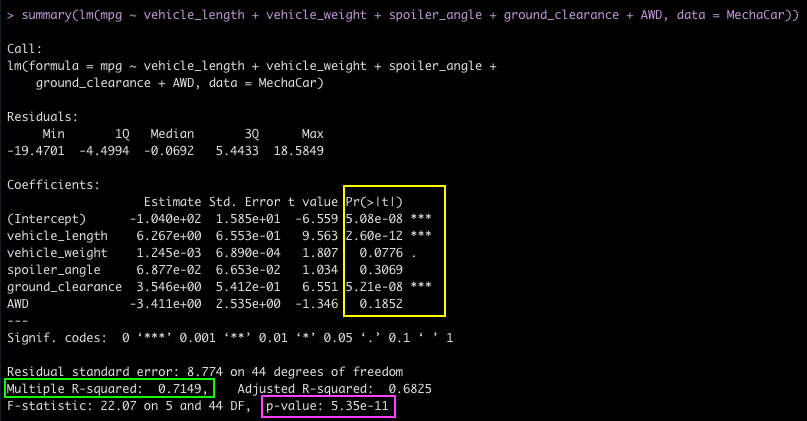 > summary(lm(mpg ~ vehicle_length + vehicle_weight + spoiler_angle + ground_clearance + AWD, data = MechaCar))
Call:
lm(formula = mpg ~ vehicle_length + vehicle_weight + spoiler_angle +
    ground_clearance + AWD, data = MechaCar)
Residuals:
     Min       1Q   Median       3Q      Max
-19.4701  -4.4994  -0.0692   5.4433  18.5849
Coefficients:
                   Estimate Std. Error t value Pr(>|t|)
(Intercept)      -1.040e+02  1.585e+01  -6.559 5.08e-08 ***
vehicle_length    6.267e+00  6.553e-01   9.563 2.60e-12 ***
vehicle_weight    1.245e-03  6.890e-04   1.807   0.0776 .
spoiler_angle     6.877e-02  6.653e-02   1.034   0.3069
ground_clearance  3.546e+00  5.412e-01   6.551 5.21e-08 ***
AWD              -3.411e+00  2.535e+00  -1.346   0.1852
---
Signif. codes:  0 ‘***’ 0.001 ‘**’ 0.01 ‘*’ 0.05 ‘.’ 0.1 ‘ ’ 1
Residual standard error: 8.774 on 44 degrees of freedom
Multiple R-squared:  0.7149,    Adjusted R-squared:  0.6825
F-statistic: 22.07 on 5 and 44 DF,  p-value: 5.35e-11